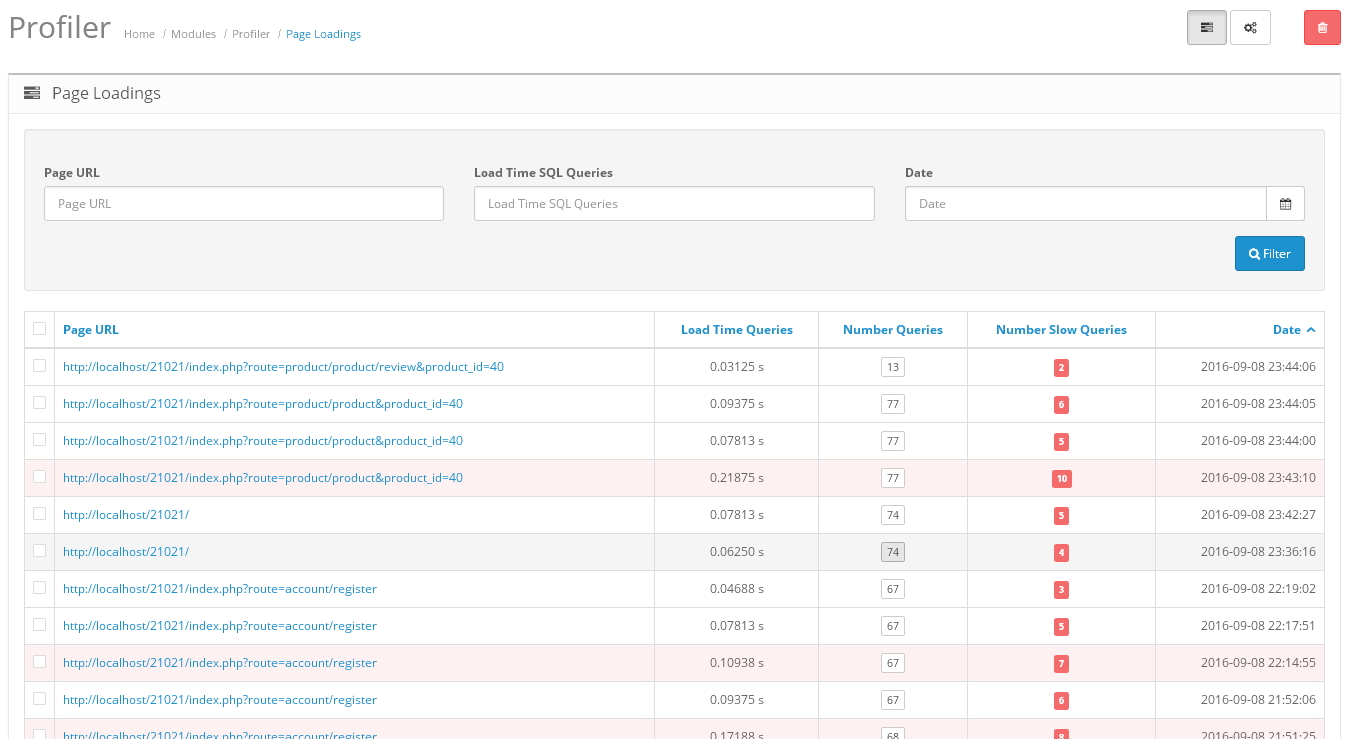 Profiler Home / Modules / Profiler / Page Loadings
Page Loadings
Page URL Load Time SQL Queries Date
Page URL Load Time SQL Queries Date
Filter
Page URL Load Time Queries Number Queries Number Slow Queries Date
http://localhost/21021/index.php?route=product/product/review&product_id=40 0.03125 s 13 2 2016-09-08 23:44:06
http://localhost/21021/index.php?route=product/product&product_id=40 0.09375 s 77 6 2016-09-08 23:44:05
http://localhost/21021/index.php?route=product/product&product_id=40 0.07813 s 77 5 2016-09-08 23:44:00
http://localhost/21021/index.php?route=product/product&product_id=40 0.21875 s 77 10 2016-09-08 23:43:10
http://localhost/21021/ 0.07813 s 74 5 2016-09-08 23:42:27
http://localhost/21021/ 0.06250 s 74 4 2016-09-08 23:36:16
http://localhost/21021/index.php?route=account/register 0.04688 s 67 3 2016-09-08 22:19:02
http://localhost/21021/index.php?route=account/register 0.07813 s 67 5 2016-09-08 22:17:51
http://localhost/21021/index.php?route=account/register 0.10938 s 67 7 2016-09-08 22:14:55
http://localhost/21021/index.php?route=account/register 0.09375 s 67 6 2016-09-08 21:52:06
http://localhost/21021/index.php?route=account/register 0.17188 s 68 8 2016-09-08 21:51:25